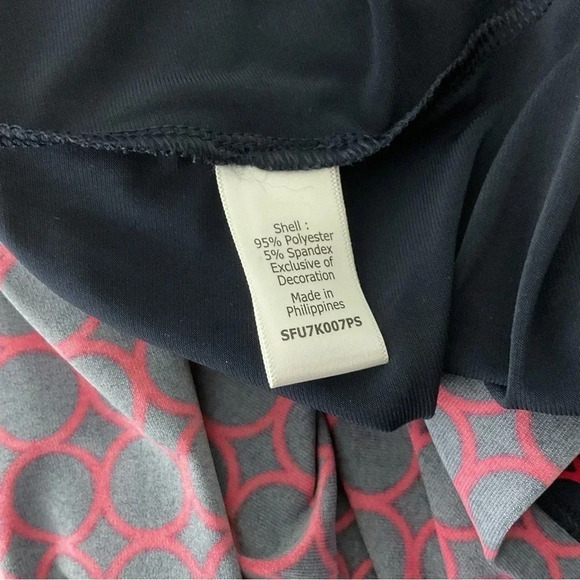 Shell :
95% Polyester
5% Spandex
Exclusive of
Decoration
Made in
Philippines
SFU7K007PS